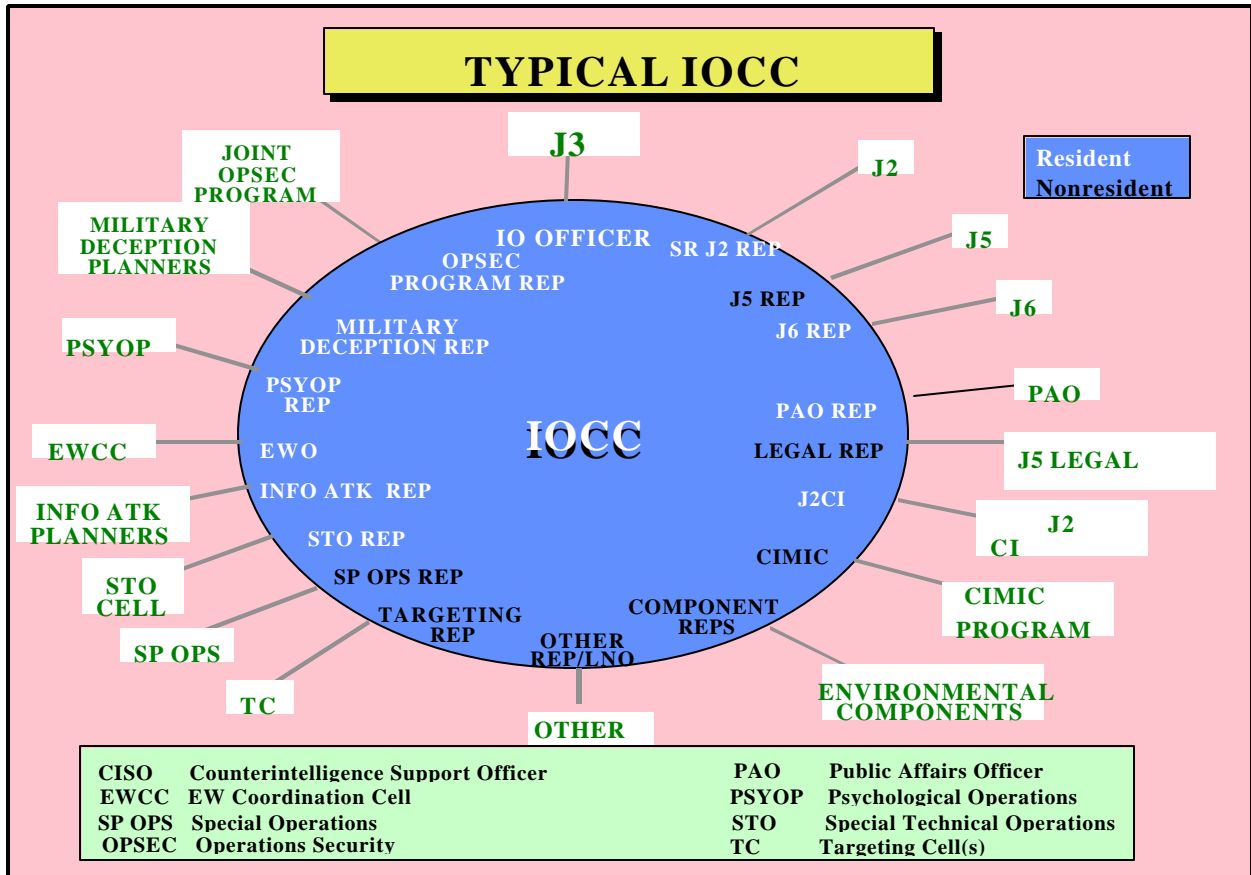 TYPICAL IOCC
J3
JOINT
OPSEC
PROGRAM
J2
Resident
Nonresident
MILITARY
DECEPTION
PLANNERS
J5
J6
PSYOP
PAO
EWCC
J5 LEGAL
INFO ATK
PLANNERS
J2
CI
STO
CELL
CIMIC
PROGRAM
SP OPS
TC
ENVIRONMENTAL
COMPONENTS
OTHER
IO OFFICER
OPSEC
PROGRAM REP
SR J2 REP
J5 REP
J6 REP
MILITARY
DECEPTION REP
PSYOP
REP
PAO REP
IOCC
EWO
LEGAL REP
INFO ATK REP
J2CI
STO REP
CIMIC
SP OPS REP
TARGETING
REP
COMPONENT
REPS
OTHER
REP/LNO
CISO Counterintelligence Support Officer
EWCC EW Coordination Cell
SP OPS Special Operations
OPSEC Operations Security
PAO Public Affairs Officer
PSYOP Psychological Operations
STO Special Technical Operations
TC Targeting Cell(s)